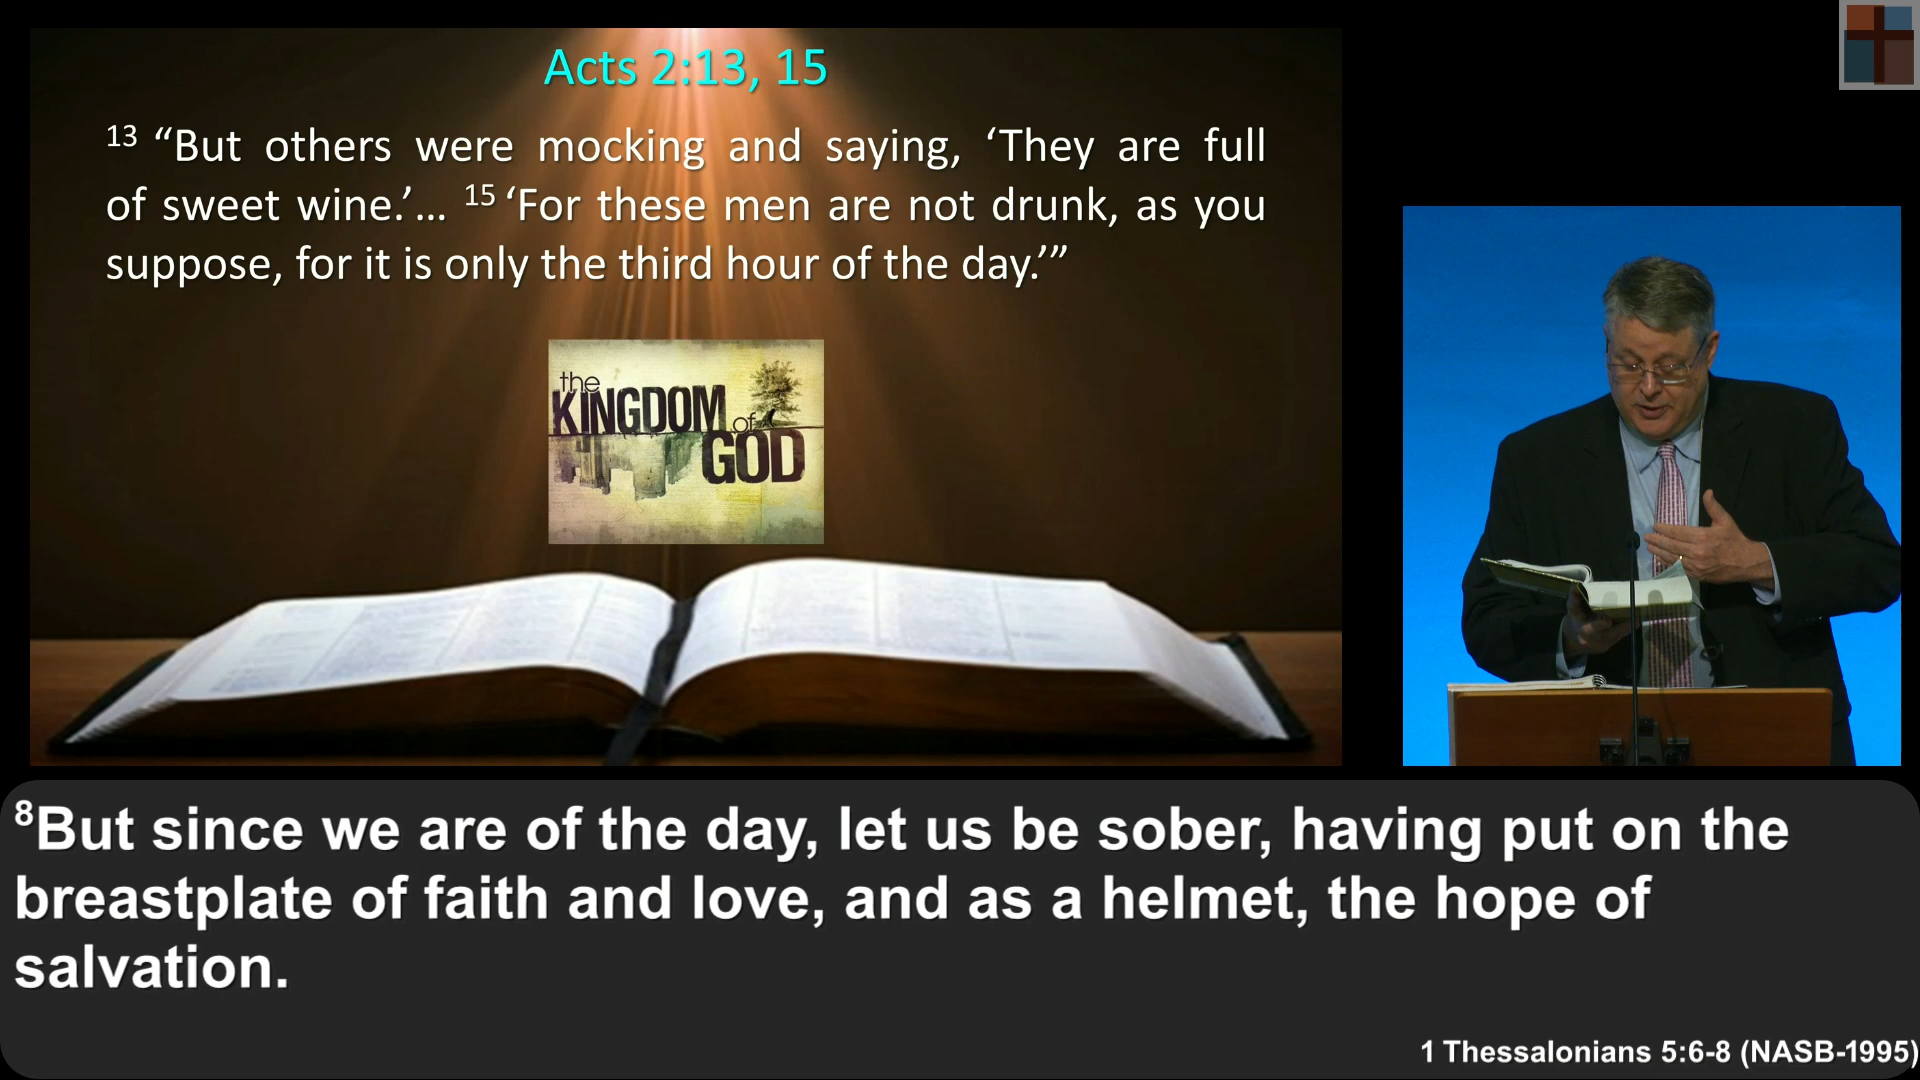 Acts 2:13, 15
13 “But others were mocking and saying, ‘They are full
of sweet wine.’… 15 ‘For these men are not drunk, as you
suppose, for it is only the third hour of the day.’”
the
KINGDOM of
GOD
8But since we are of the day, let us be sober, having put on the
breastplate of faith and love, and as a helmet, the hope of
salvation.
1 Thessalonians 5:6-8 (NASB-1995)